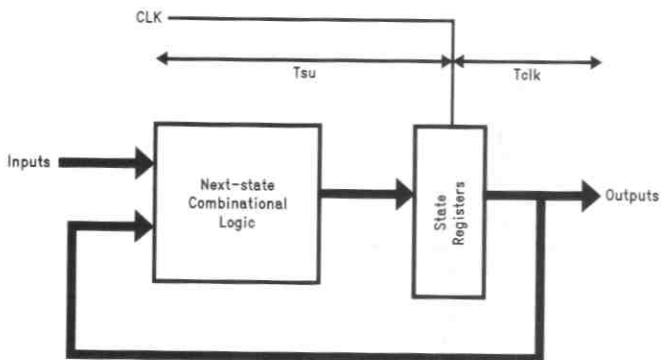 CLK
Tsu
Tclk
Inputs
Next-state
Combinational
Logic
State
Registers
Outputs